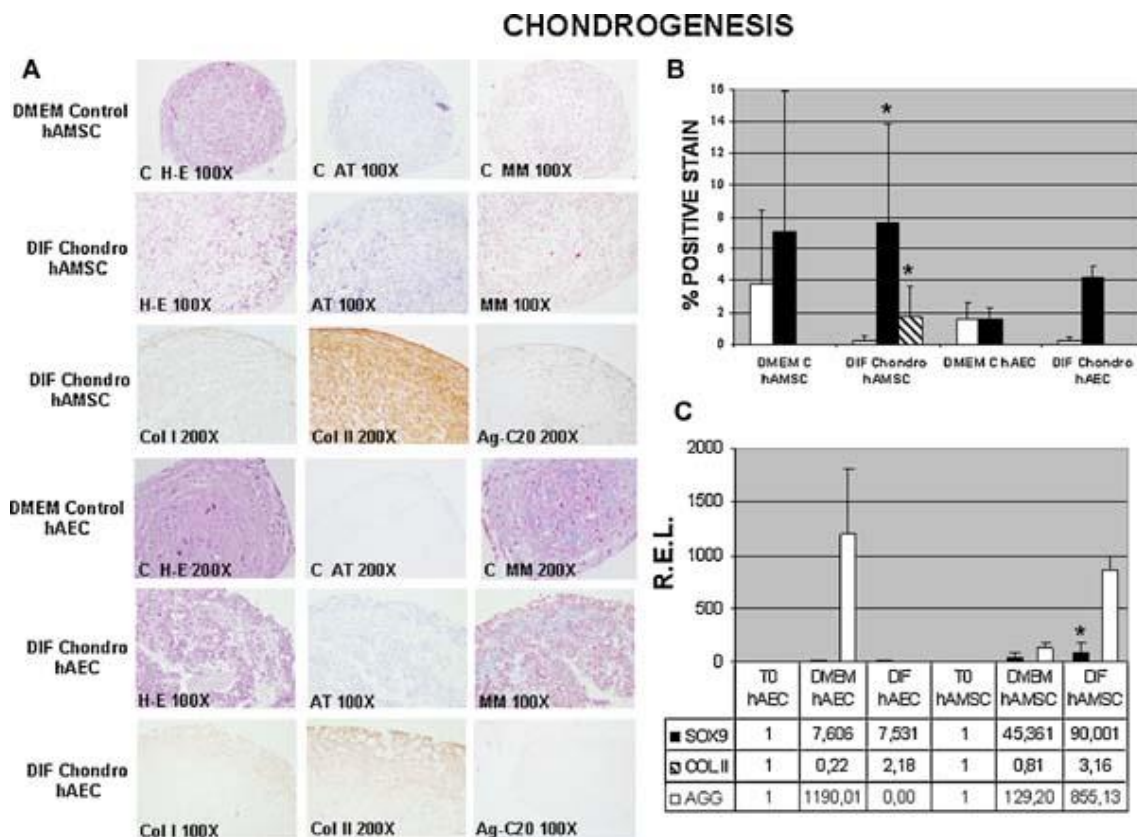 CHONDROGENESIS
A
DMEM Control
hAMSC
C H-E 100X
C AT 100X
C MM 100X
DIF Chondro
hAMSC
H-E 100X
AT 100X
MM 100X
DIF Chondro
hAMSC
Col I 200X
Col II 200X
Ag-C20 200X
DMEM Control
hAEC
C H-E 200X
C AT 200X
C MM 200X
DIF Chondro
hAEC
H-E 100X
AT 100X
MM 100X
DIF Chondro
hAEC
Col I 100X
Col II 200X
Ag-C20 100X
B
% POSITIVE STAIN
16
14
12
10
8
6
4
2
0
*
*
DMEM C
hAMSC
DIF Chondro
hAMSC
DMEM C hAEC
DIF Chondro
hAEC
C
R.E.L.
2000
1500
1000
500
0
*
T0
hAEC
DMEM
hAEC
DIF
hAEC
T0
hAMSC
DMEM
hAMSC
DIF
hAMSC
SOX9 1 7,606 7,531 1 45,361 90,001
COL II 1 0,22 2,18 1 0,81 3,16
AGG 1 1190,01 0,00 1 129,20 855,13